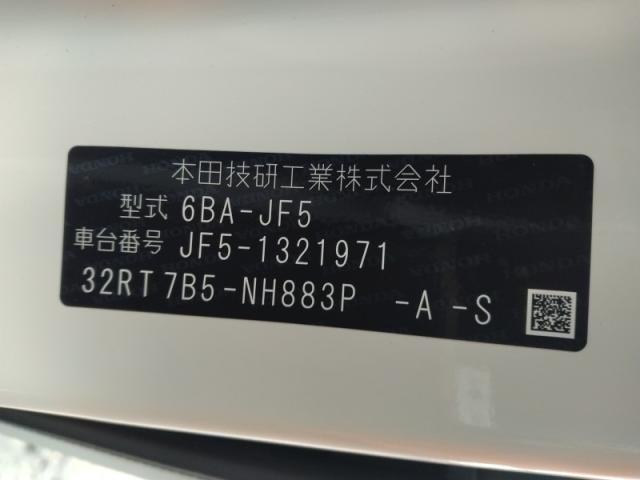 本田技研工業株式会社
型式 6BA-JF5
車台番号 JF5-1321971
32RT7B5-NH883P -A -S